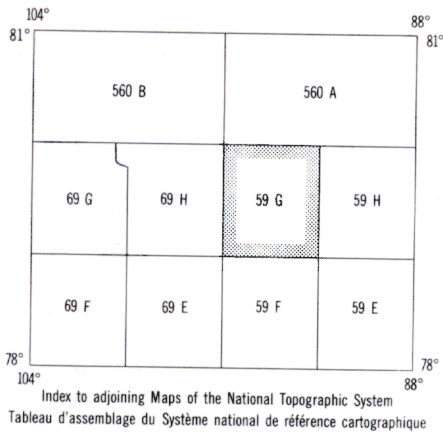 104° 88°
81° 81°
560 B 560 A
69 G 69 H 59 G 59 H
69 F 69 E 59 F 59 E
78° 78°
104° 88°
Index to adjoining Maps of the National Topographic System
Tableau d'assemblage du Système national de référence cartographique